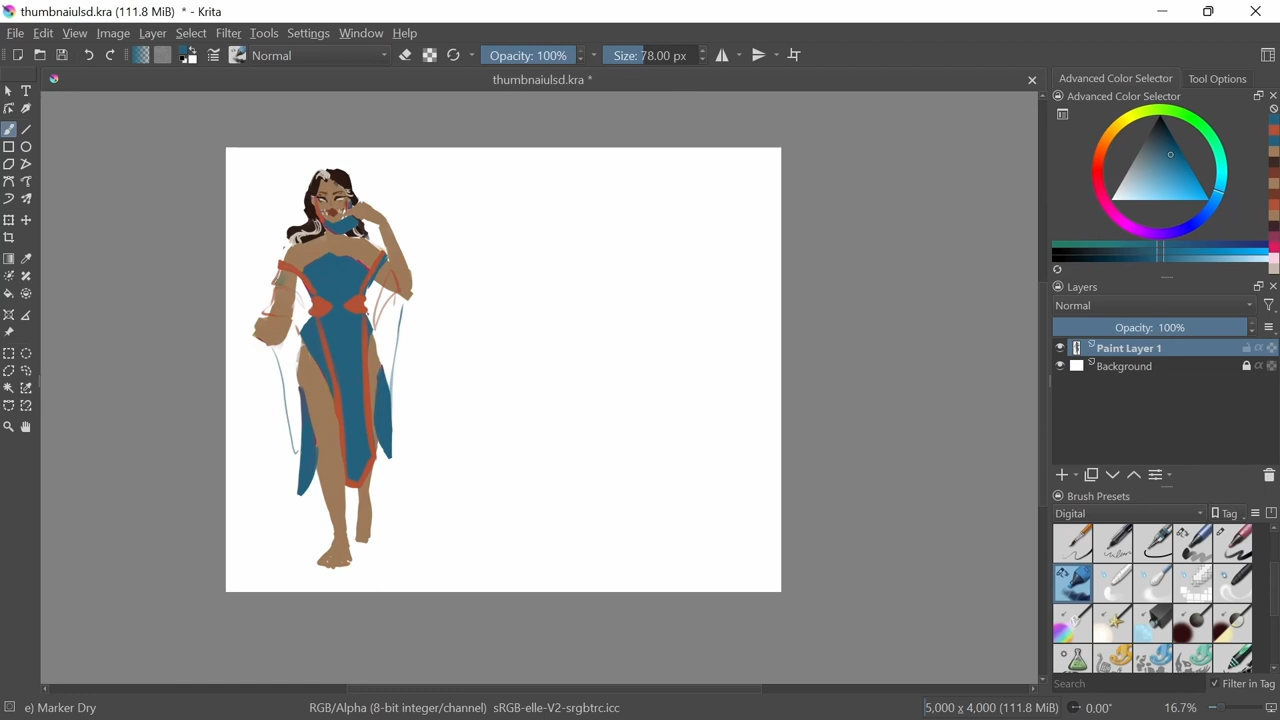 thumbnaiulsd.kra (111.8 MiB) * - Krita
File Edit View Image Layer Select Filter Tools Settings Window Help
Normal Opacity: 100% Size: 78.00 px
thumbnaiulsd.kra *
Advanced Color Selector Tool Options
Advanced Color Selector
Layers
Normal
Opacity: 100%
Paint Layer 1
Background
Brush Presets
Digital Tag
Search Filter in Tag
e) Marker Dry RGB/Alpha (8-bit integer/channel) sRGB-elle-V2-srgbtrc.icc 5,000 x 4,000 (111.8 MiB) 0.00° 16.7%